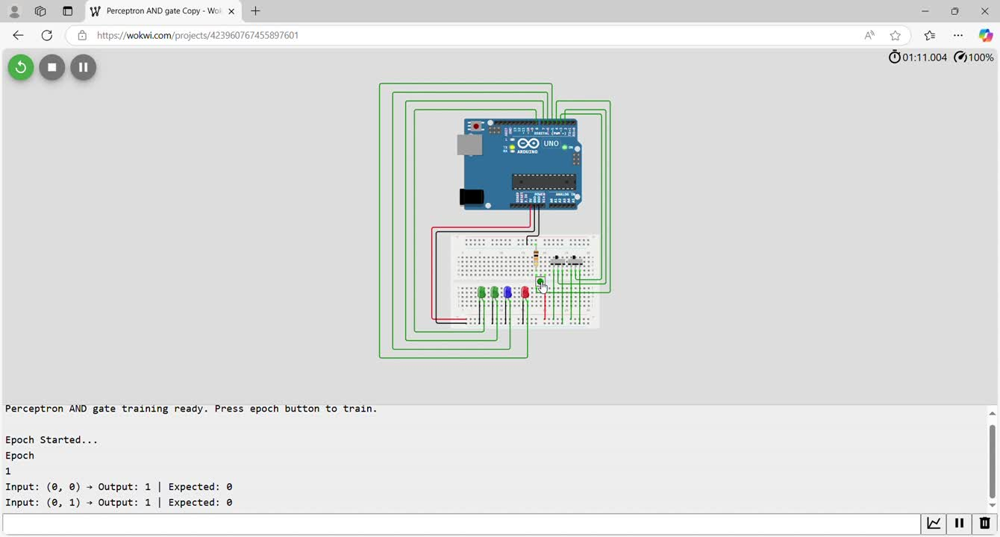 Perceptron AND gate Copy - Wok
https://wokwi.com/projects/423960767455897601
01:11.004 100%
DIGITAL (PWM ~)
UNO
ARDUINO
TX
RX
L
ON
POWER
ANALOG IN
Perceptron AND gate training ready. Press epoch button to train.
Epoch Started...
Epoch
1
Input: (0, 0) → Output: 1 | Expected: 0
Input: (0, 1) → Output: 1 | Expected: 0